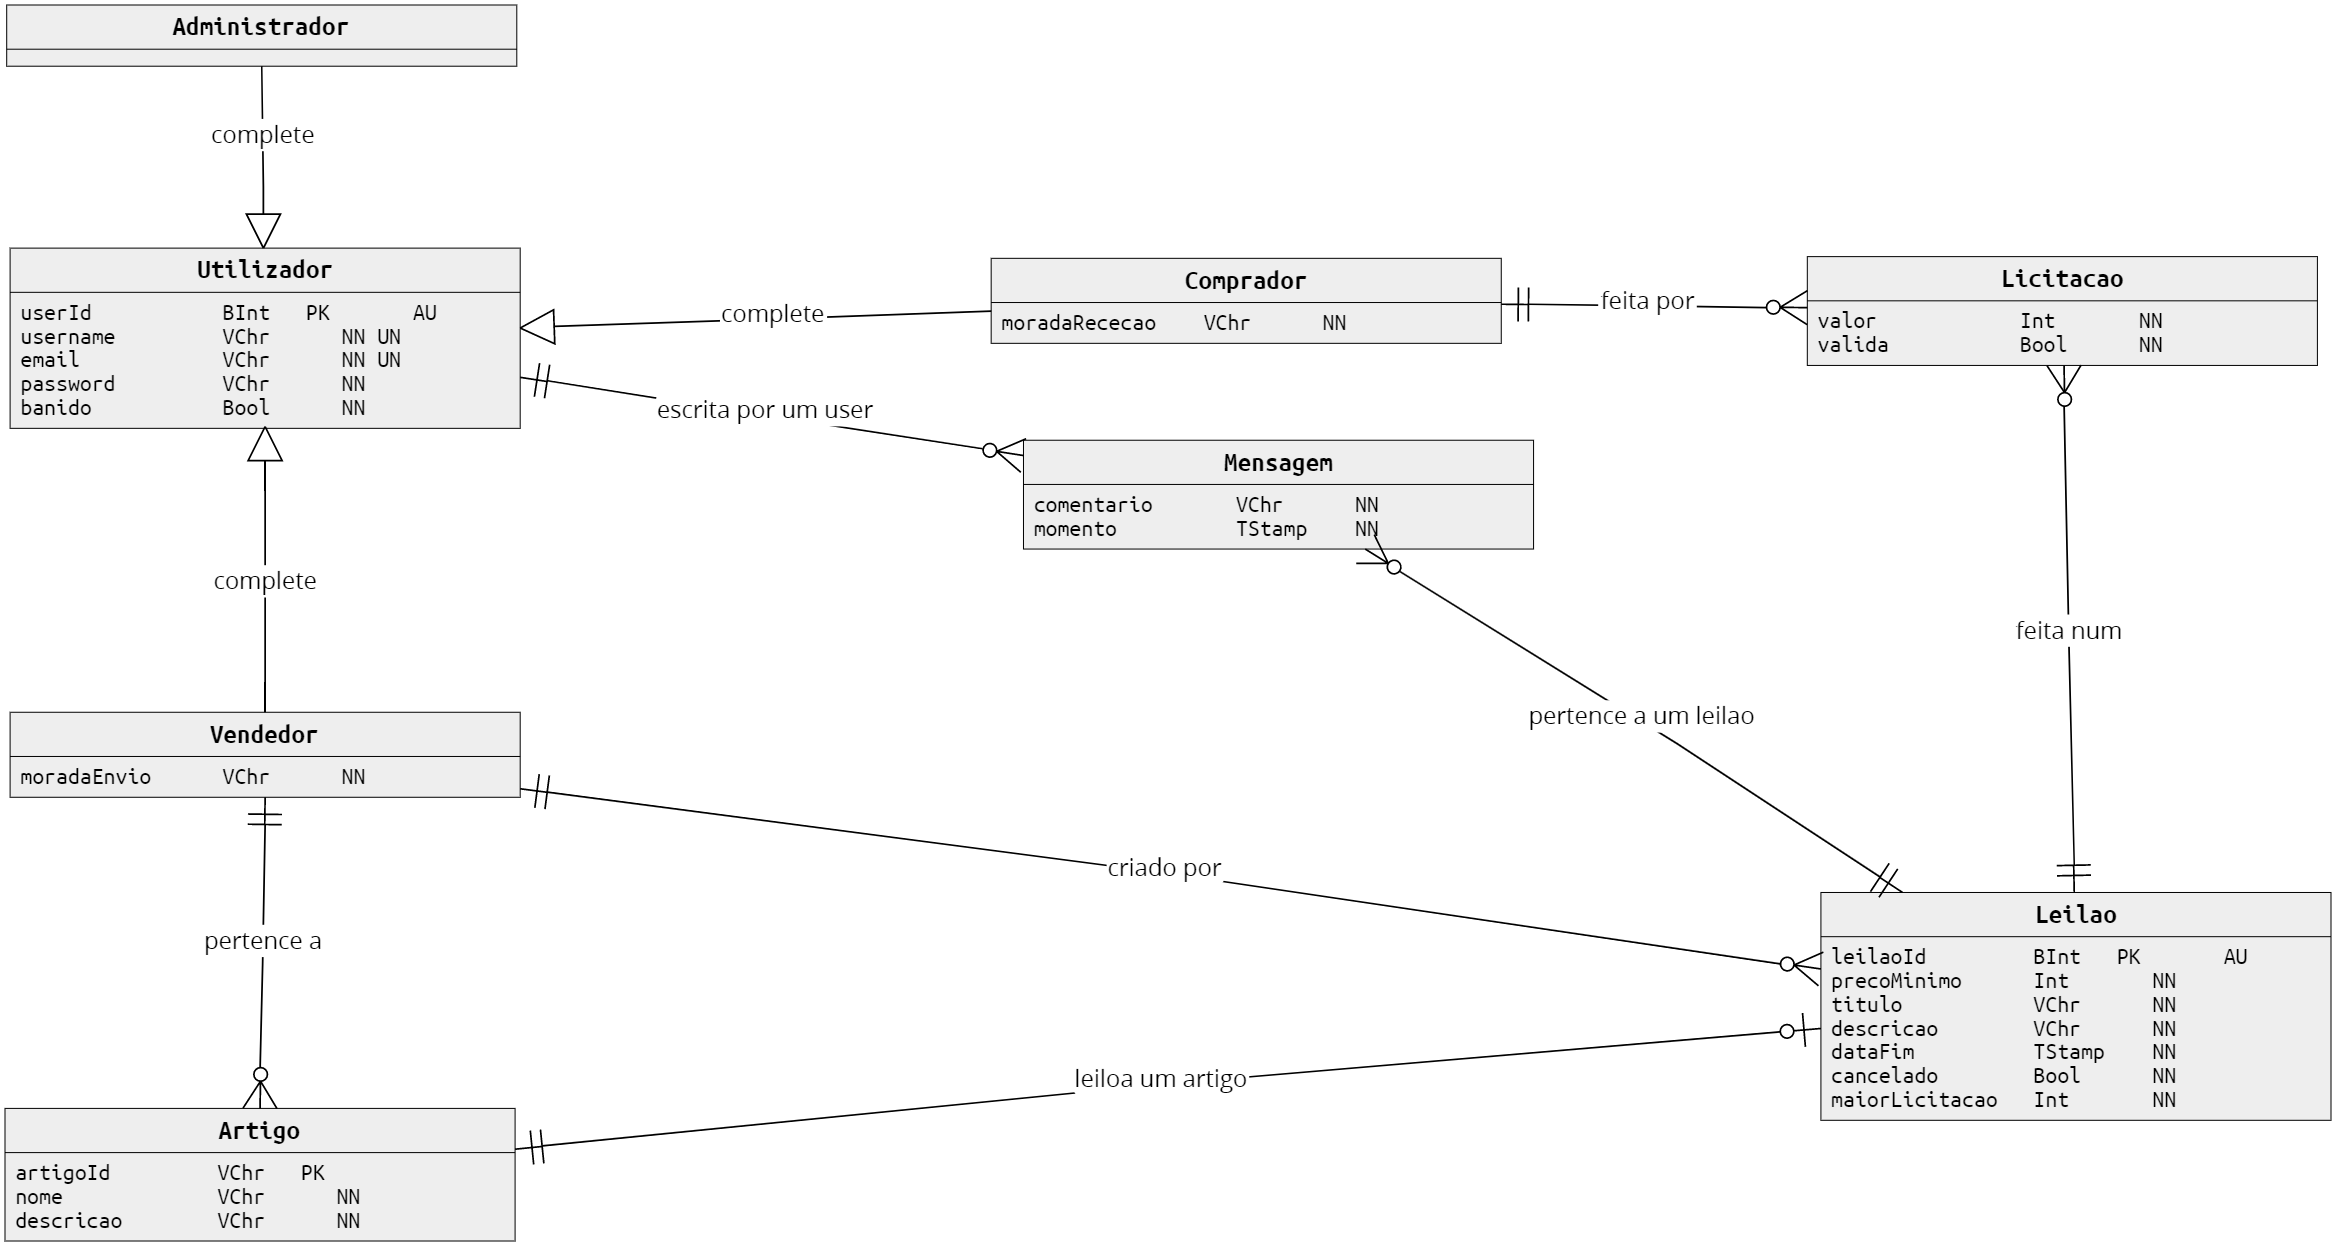 Administrador
complete
Utilizador
userId BInt PK AU
username VChr NN UN
email VChr NN UN
password VChr NN
banido Bool NN
complete
Comprador
moradaRececao VChr NN
feita por
Licitacao
valor Int NN
valida Bool NN
escrita por um user
Mensagem
comentario VChr NN
momento TStamp NN
complete
feita num
pertence a um leilao
Vendedor
moradaEnvio VChr NN
criado por
pertence a
Leilao
leilaoId BInt PK AU
precoMinimo Int NN
titulo VChr NN
descricao VChr NN
dataFim TStamp NN
cancelado Bool NN
maiorLicitacao Int NN
leiloa um artigo
Artigo
artigoId VChr PK
nome VChr NN
descricao VChr NN